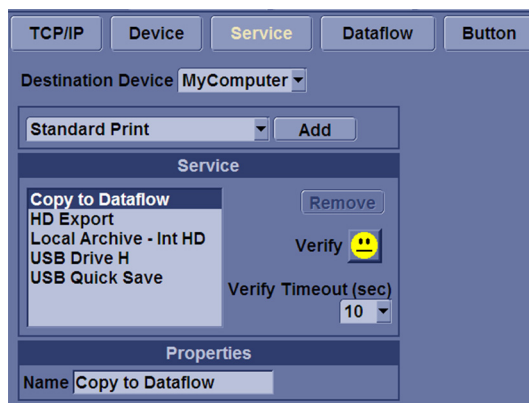 TCP/IP Device Service Dataflow Button
Destination Device MyComputer
Standard Print Add
Service
Copy to Dataflow
Remove
HD Export
Local Archive - Int HD
Verify
USB Drive H
USB Quick Save
Verify Timeout (sec)
10
Properties
Name Copy to Dataflow